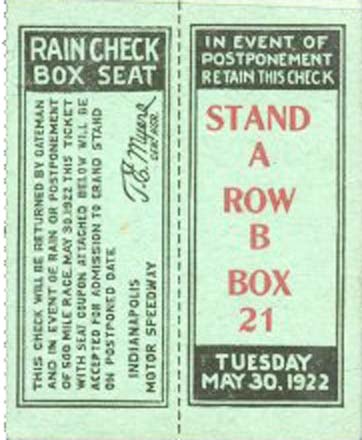 RAIN CHECK
BOX SEAT
THIS CHECK WILL BE RETURNED BY GATEMAN
AND IN EVENT OF RAIN OR POSTPONEMENT
OF 500 MILE RACE, MAY 30, 1922 THIS TICKET
WITH SEAT COUPON ATTACHED BELOW WILL BE
ACCEPTED FOR ADMISSION TO GRAND STAND
ON POSTPONED DATE
T.E. Myers
GEN. MGR.
INDIANAPOLIS
MOTOR SPEEDWAY
IN EVENT OF
POSTPONEMENT
RETAIN THIS CHECK
STAND
A
ROW
B
BOX
21
TUESDAY
MAY 30, 1922